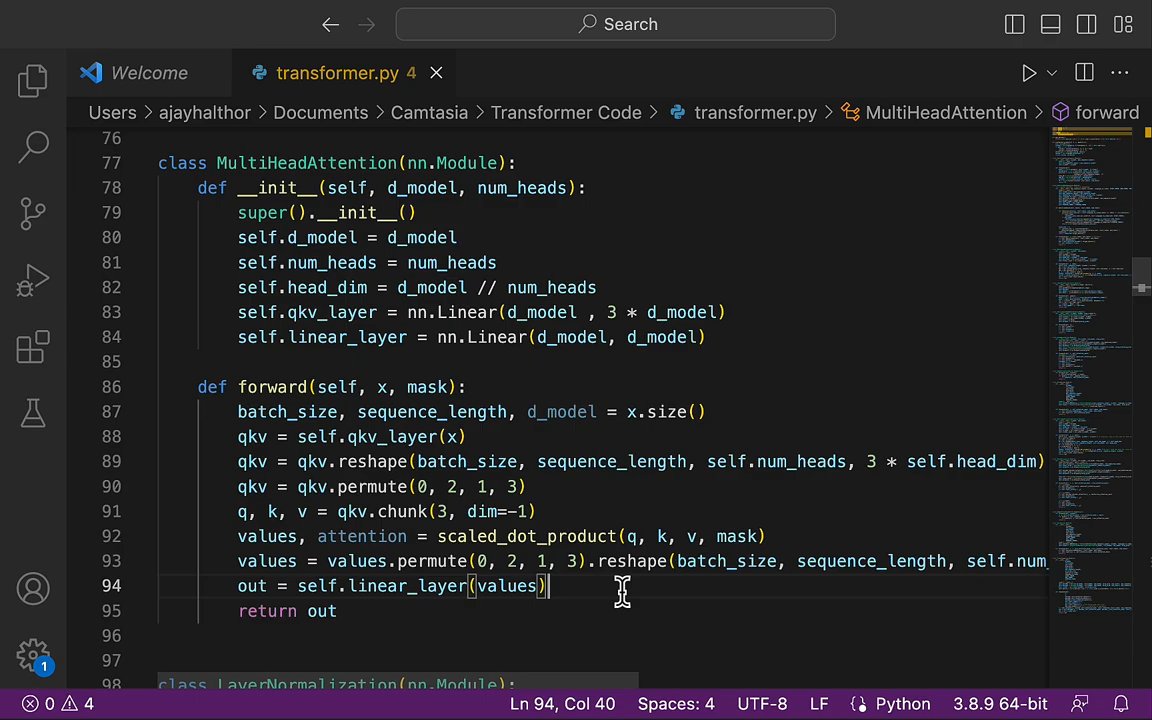 Search
Welcome transformer.py 4
Users > ajayhalthor > Documents > Camtasia > Transformer Code > transformer.py > MultiHeadAttention > forward
76
77 class MultiHeadAttention(nn.Module):
78 def __init__(self, d_model, num_heads):
79 super().__init__()
80 self.d_model = d_model
81 self.num_heads = num_heads
82 self.head_dim = d_model // num_heads
83 self.qkv_layer = nn.Linear(d_model , 3 * d_model)
84 self.linear_layer = nn.Linear(d_model, d_model)
85
86 def forward(self, x, mask):
87 batch_size, sequence_length, d_model = x.size()
88 qkv = self.qkv_layer(x)
89 qkv = qkv.reshape(batch_size, sequence_length, self.num_heads, 3 * self.head_dim)
90 qkv = qkv.permute(0, 2, 1, 3)
91 q, k, v = qkv.chunk(3, dim=-1)
92 values, attention = scaled_dot_product(q, k, v, mask)
93 values = values.permute(0, 2, 1, 3).reshape(batch_size, sequence_length, self.num
94 out = self.linear_layer(values)
95 return out
96
97
98 class LayerNormalization(nn.Module):
1
0 4 Ln 94, Col 40 Spaces: 4 UTF-8 LF Python 3.8.9 64-bit